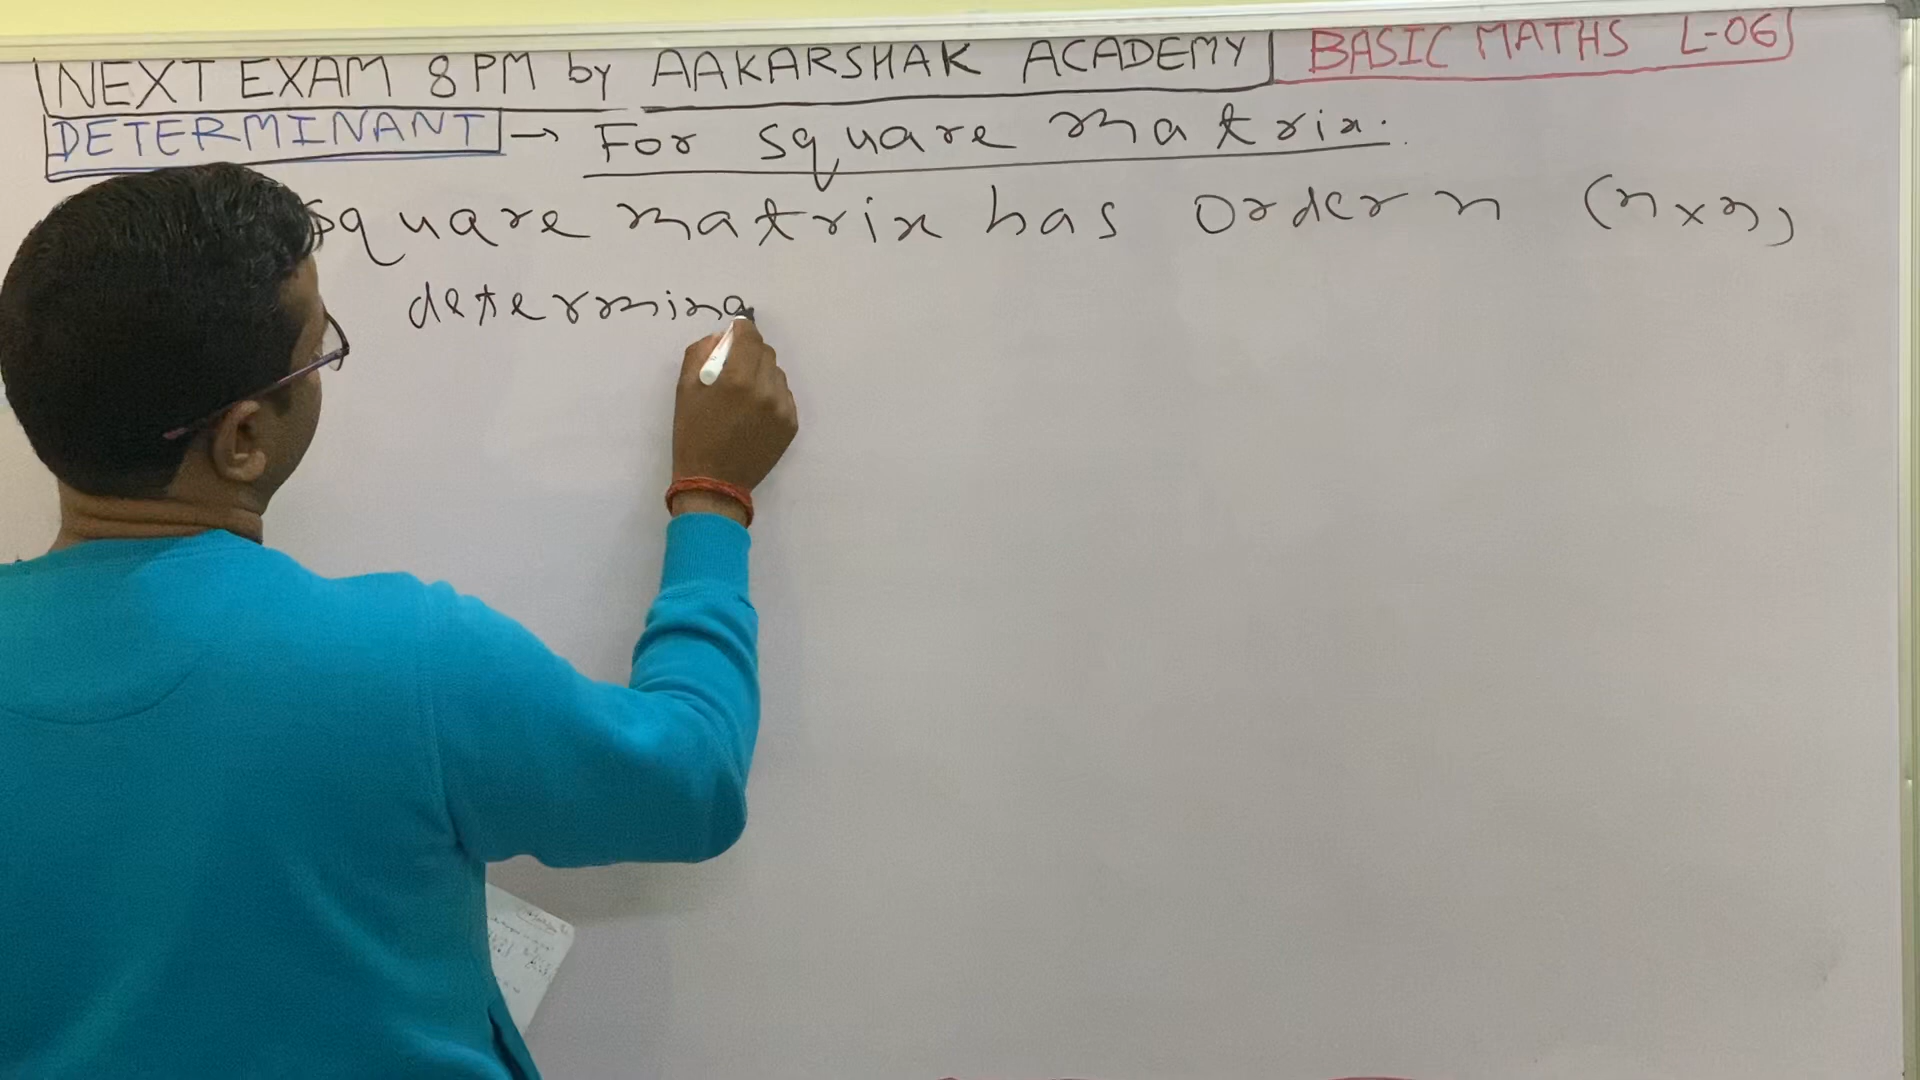 NEXT EXAM 8 PM by AAKARSHAK ACADEMY BASIC MATHS L-06
DETERMINANT → For square matrix.
square matrix has order n (n×n)
determina